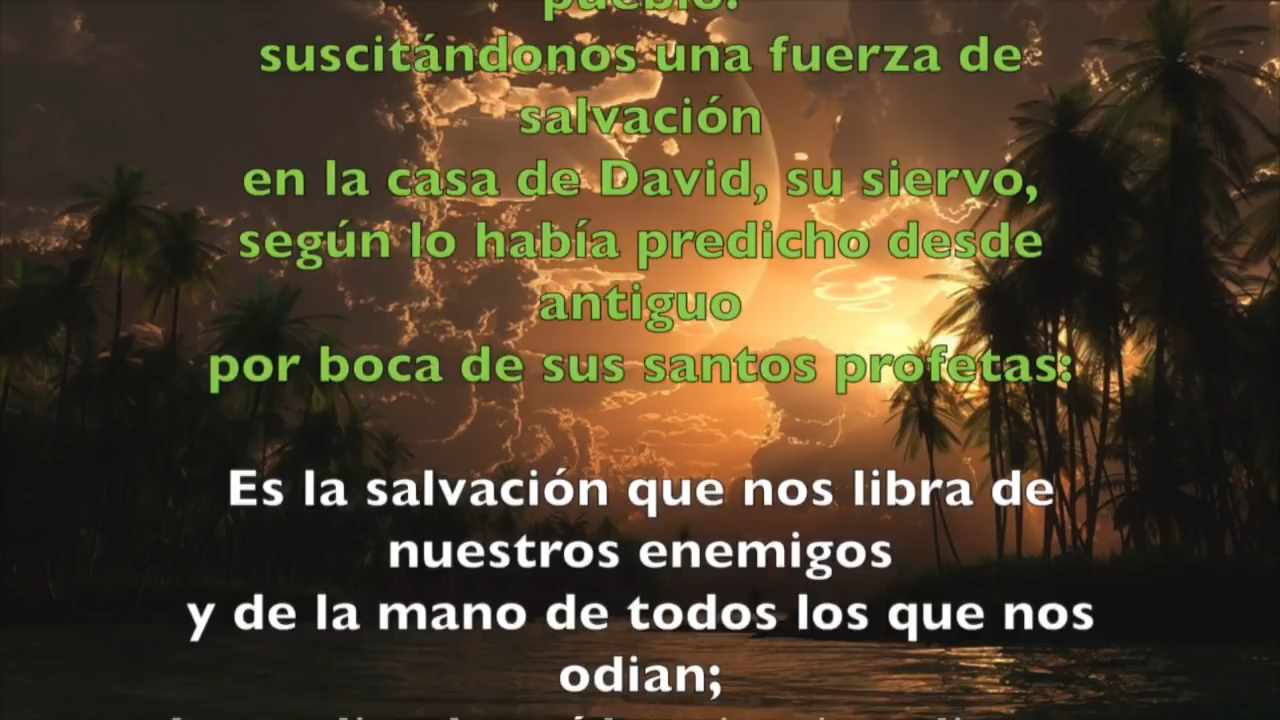 pueblo.
suscitándonos una fuerza de
salvación
en la casa de David, su siervo,
según lo había predicho desde
antiguo
por boca de sus santos profetas:
Es la salvación que nos libra de
nuestros enemigos
y de la mano de todos los que nos
odian;